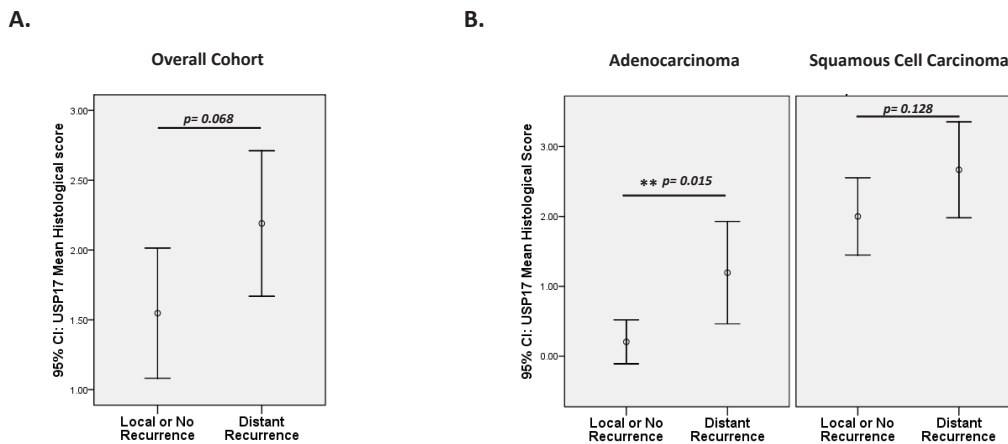 A.
Overall Cohort
95% CI: USP17 Mean Histological score
3.00
2.50
2.00
1.50
1.00
p= 0.068
Local or No
Recurrence
Distant
Recurrence
B.
Adenocarcinoma
Squamous Cell Carcinoma
95% CI: USP17 Mean Histological Score
3.00
2.00
1.00
0.00
** p= 0.015
p= 0.128
Local or No
Recurrence
Distant
Recurrence
Local or No
Recurrence
Distant
Recurrence